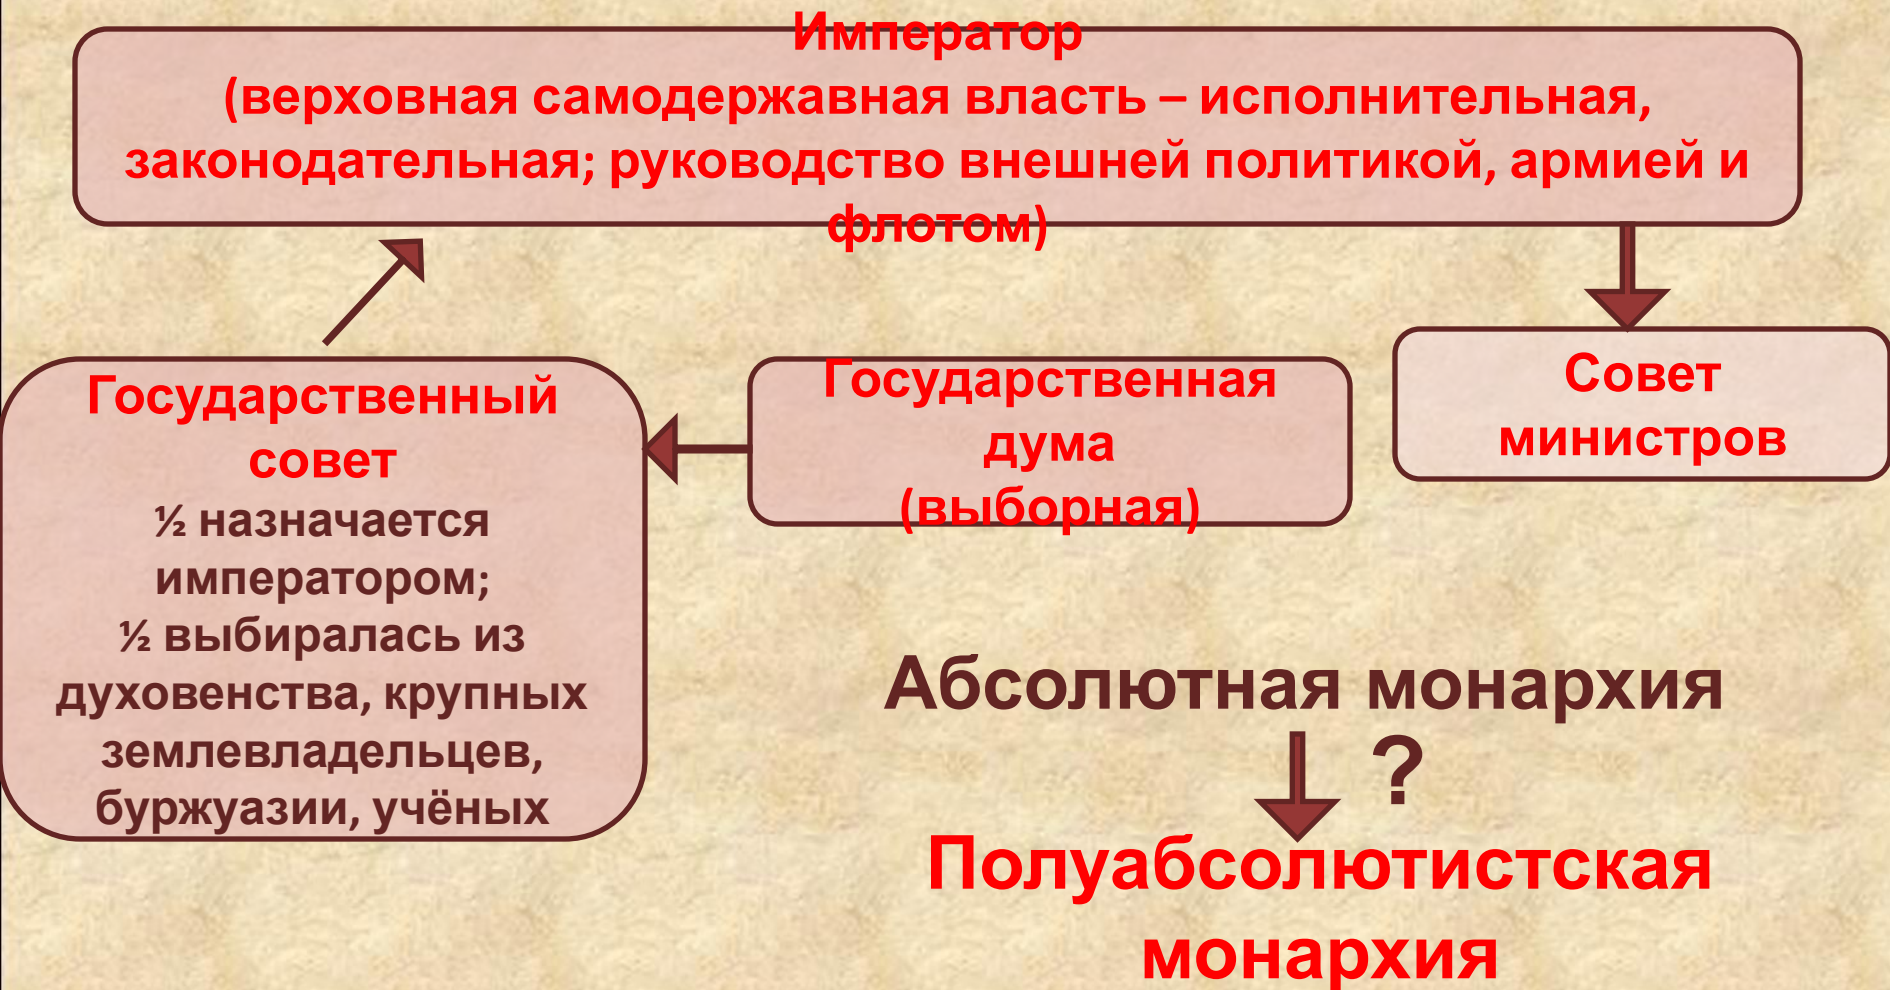 Император
(верховная самодержавная власть – исполнительная,
законодательная; руководство внешней политикой, армией и
флотом)
Государственный
совет
½ назначается
императором;
½ выбиралась из
духовенства, крупных
землевладельцев,
буржуазии, учёных
Государственная
дума
(выборная)
Совет
министров
Абсолютная монархия
?
Полуабсолютистская
монархия